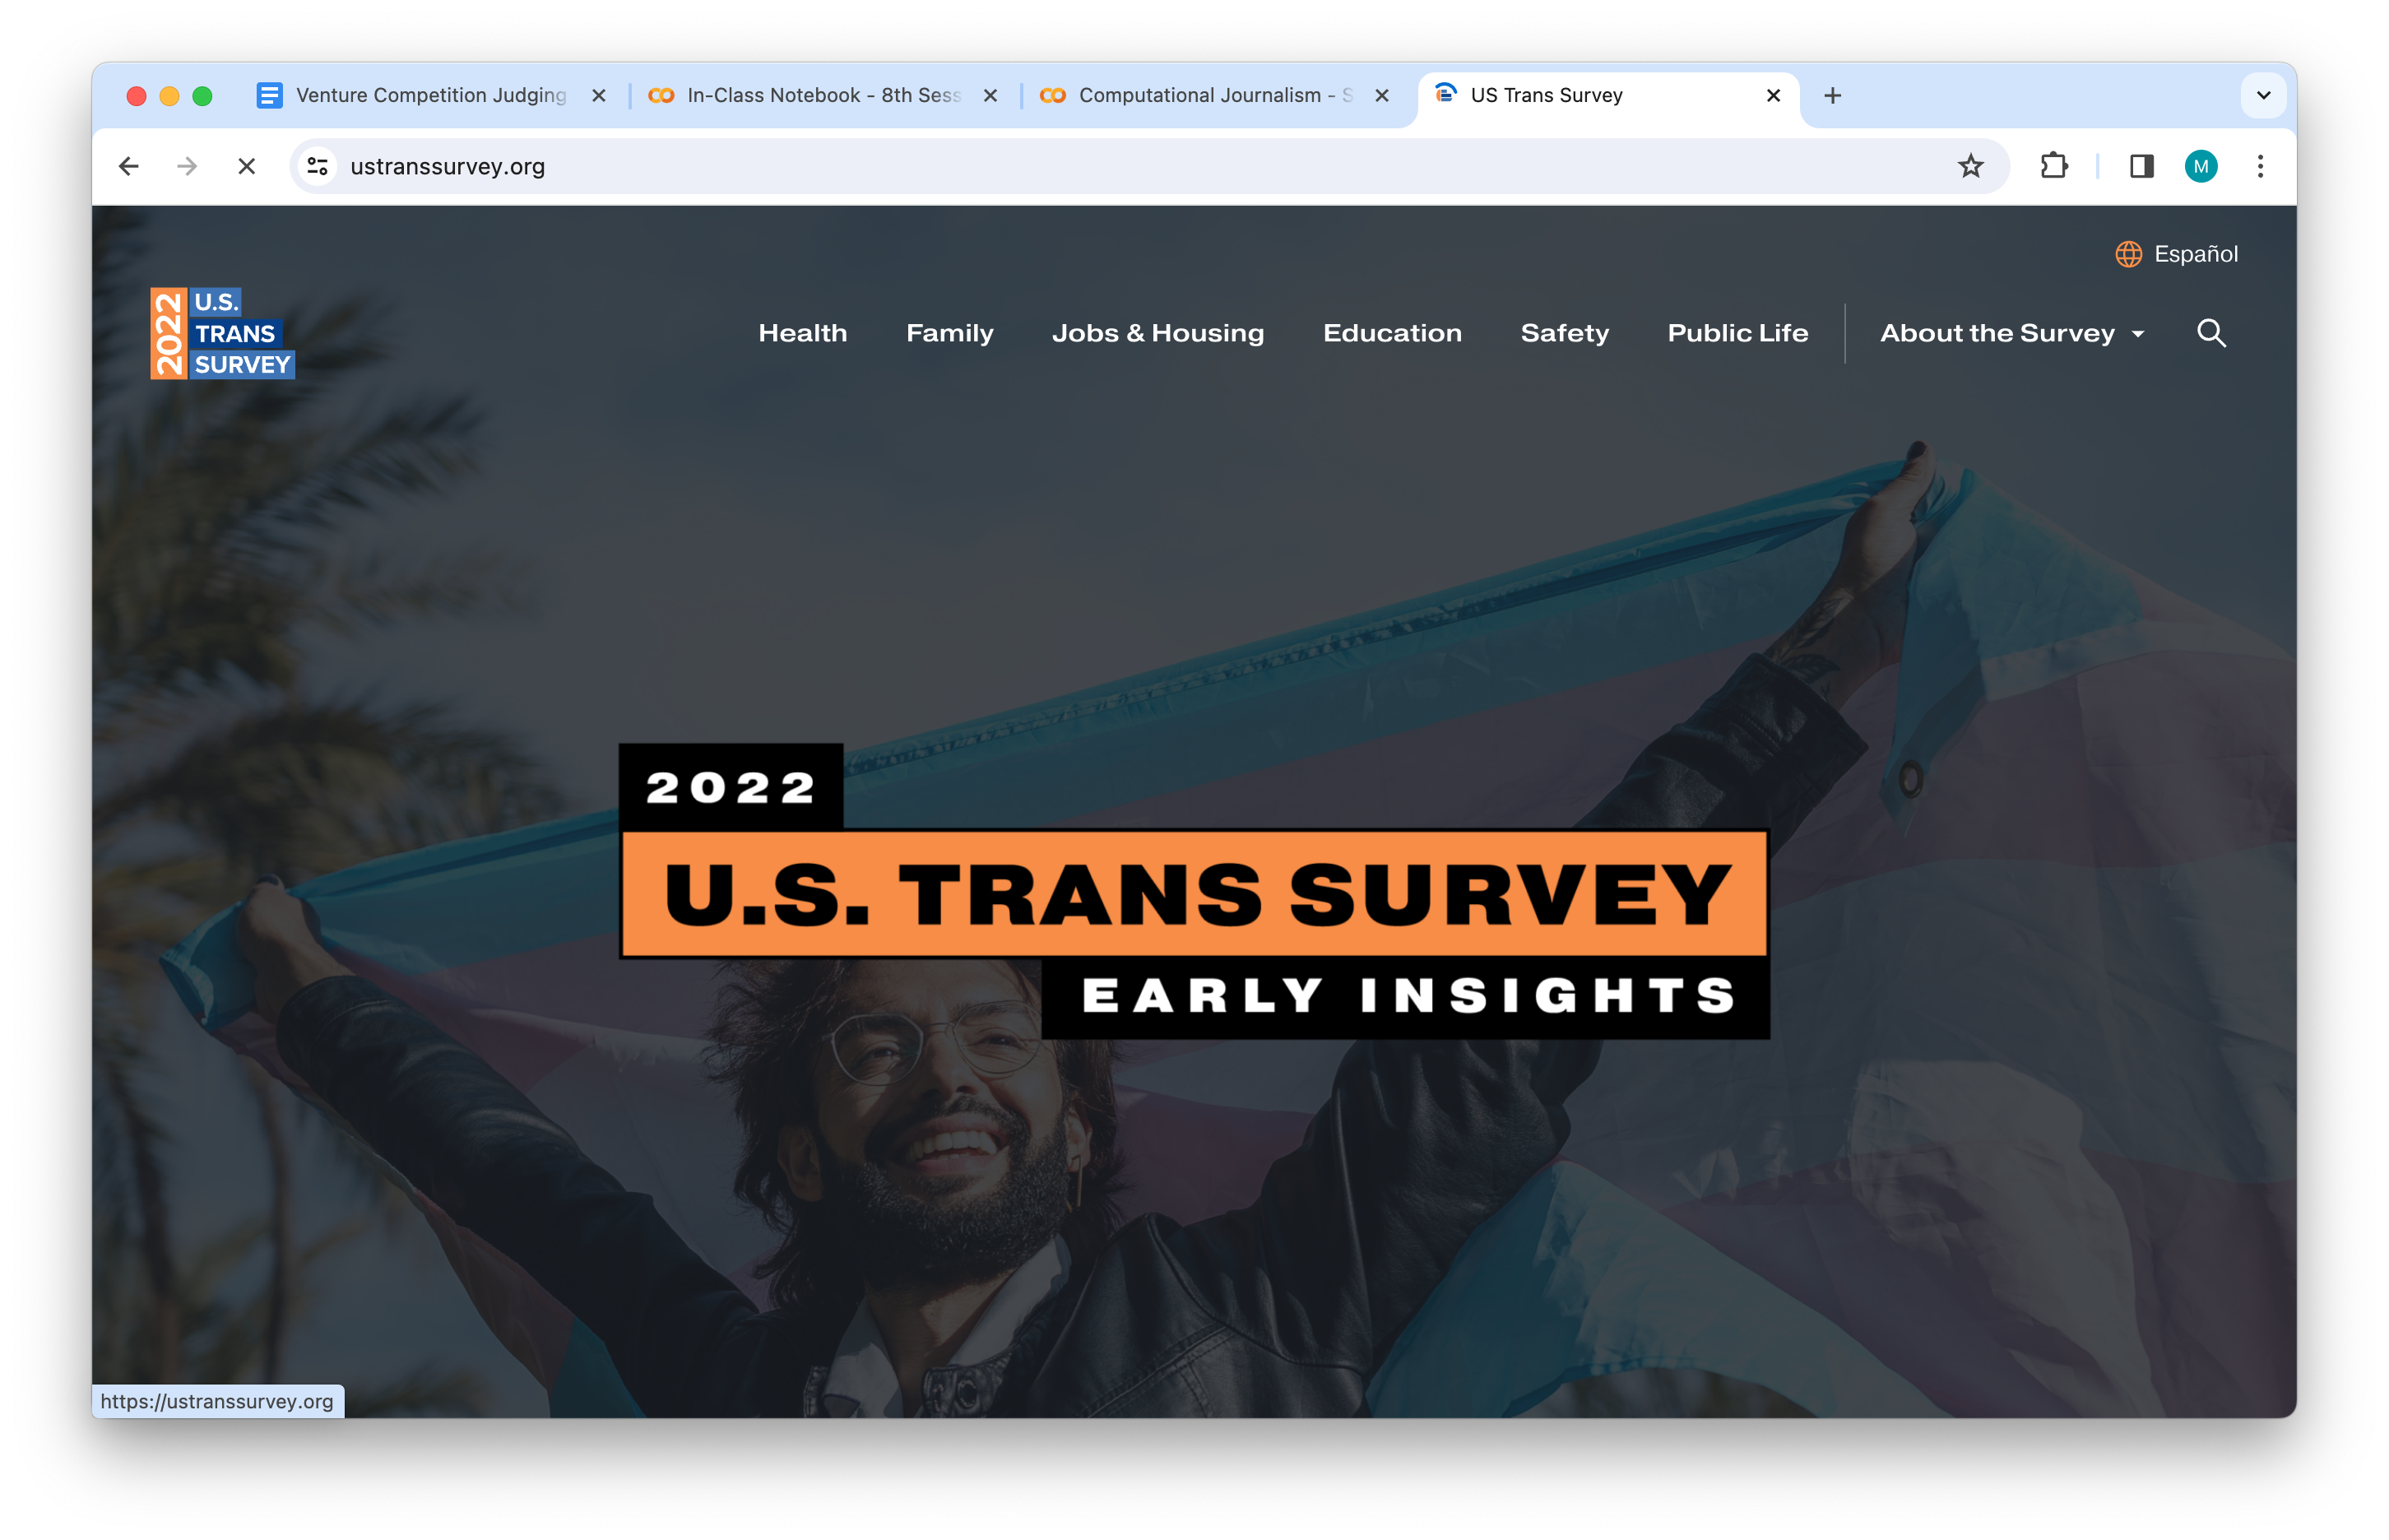 Venture Competition Judging
In-Class Notebook - 8th Sess
Computational Journalism - S
US Trans Survey
ustranssurvey.org
M
Español
2022
U.S.
TRANS
SURVEY
Health
Family
Jobs & Housing
Education
Safety
Public Life
About the Survey
2022
U.S. TRANS SURVEY
EARLY INSIGHTS
https://ustranssurvey.org